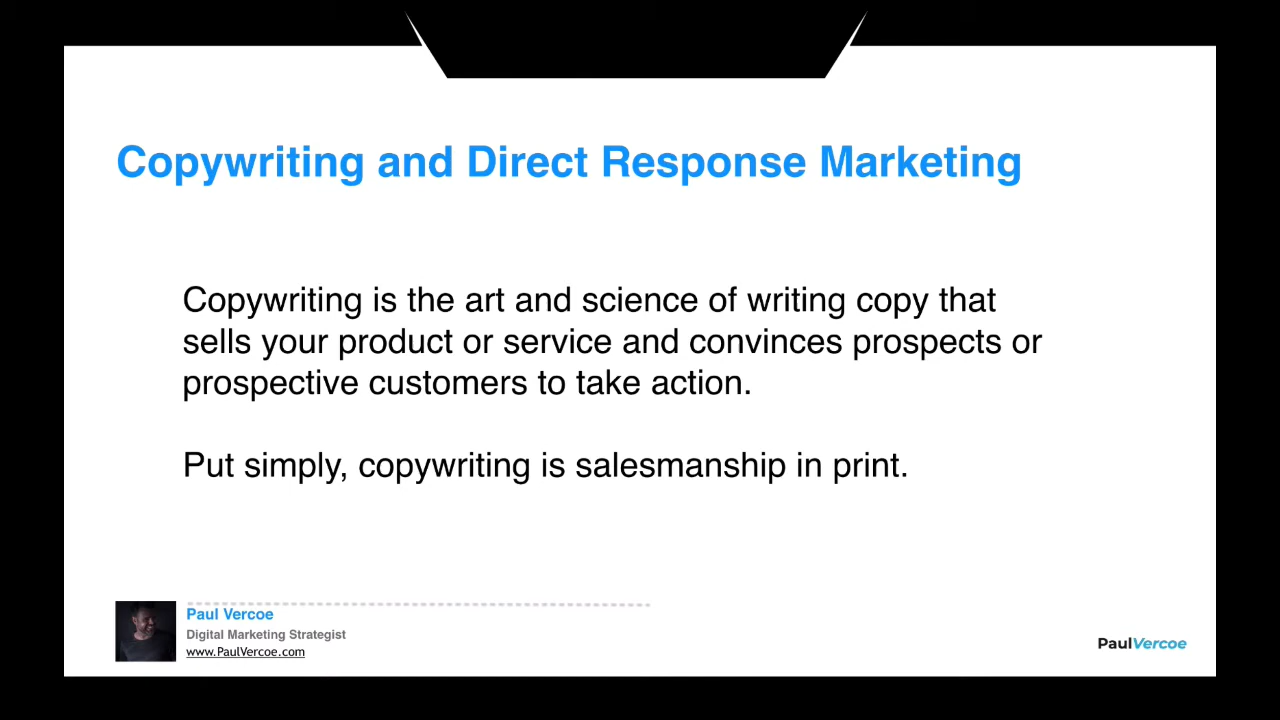 Copywriting and Direct Response Marketing
Copywriting is the art and science of writing copy that
sells your product or service and convinces prospects or
prospective customers to take action.
Put simply, copywriting is salesmanship in print.
Paul Vercoe
Digital Marketing Strategist
www.PaulVercoe.com
PaulVercoe